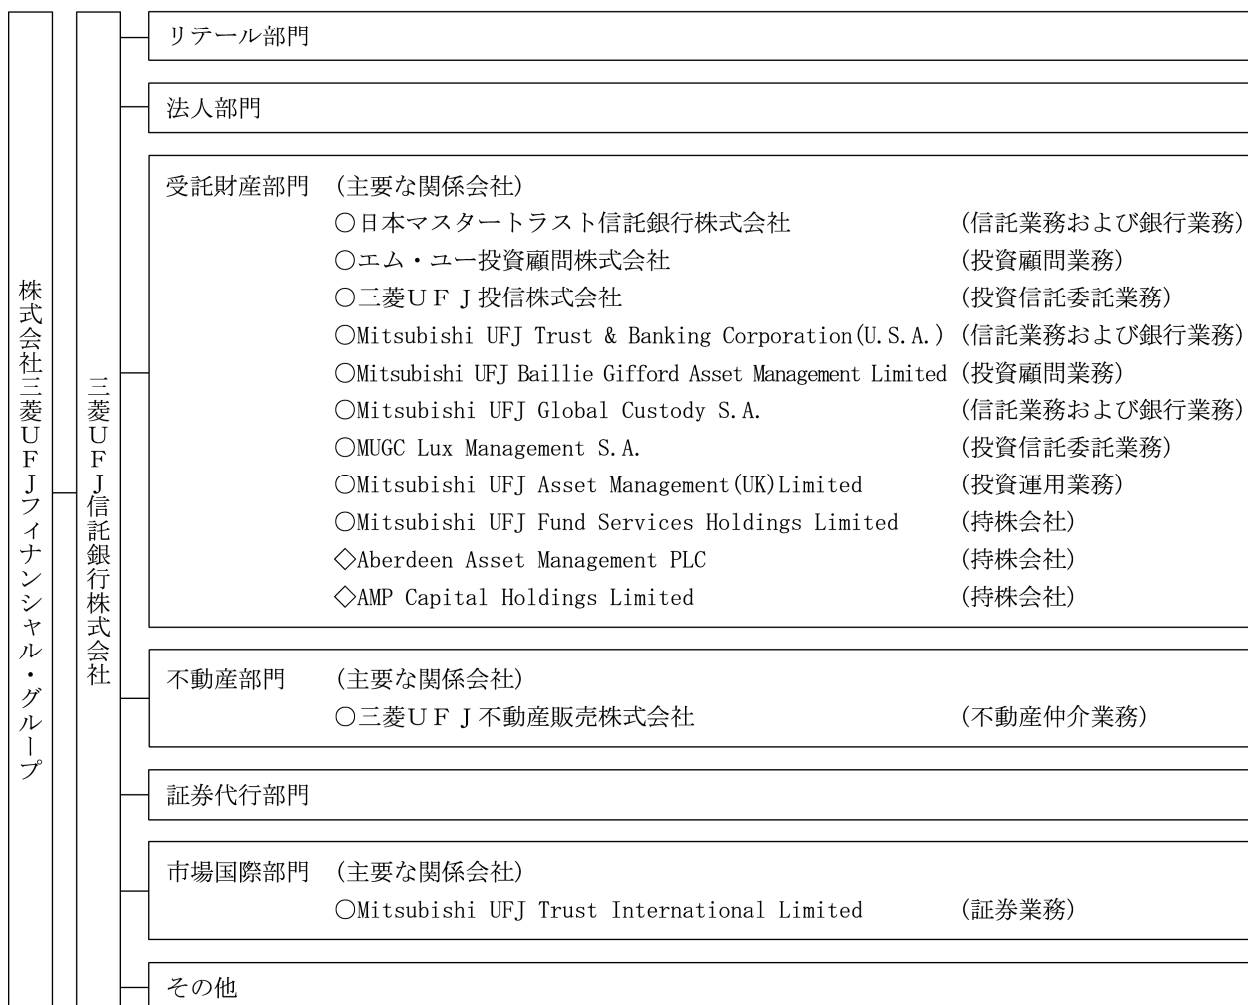 株式会社三菱ＵＦＪフィナンシャル・グループ
三菱ＵＦＪ信託銀行株式会社
リテール部門
法人部門
受託財産部門 (主要な関係会社)
○日本マスタートラスト信託銀行株式会社 (信託業務および銀行業務)
○エム・ユー投資顧問株式会社 (投資顧問業務)
○三菱ＵＦＪ投信株式会社 (投資信託委託業務)
○Mitsubishi UFJ Trust & Banking Corporation(U.S.A.) (信託業務および銀行業務)
○Mitsubishi UFJ Baillie Gifford Asset Management Limited (投資顧問業務)
○Mitsubishi UFJ Global Custody S.A. (信託業務および銀行業務)
○MUGC Lux Management S.A. (投資信託委託業務)
○Mitsubishi UFJ Asset Management(UK)Limited (投資運用業務)
○Mitsubishi UFJ Fund Services Holdings Limited (持株会社)
◇Aberdeen Asset Management PLC (持株会社)
◇AMP Capital Holdings Limited (持株会社)
不動産部門 (主要な関係会社)
○三菱ＵＦＪ不動産販売株式会社 (不動産仲介業務)
証券代行部門
市場国際部門 (主要な関係会社)
○Mitsubishi UFJ Trust International Limited (証券業務)
その他